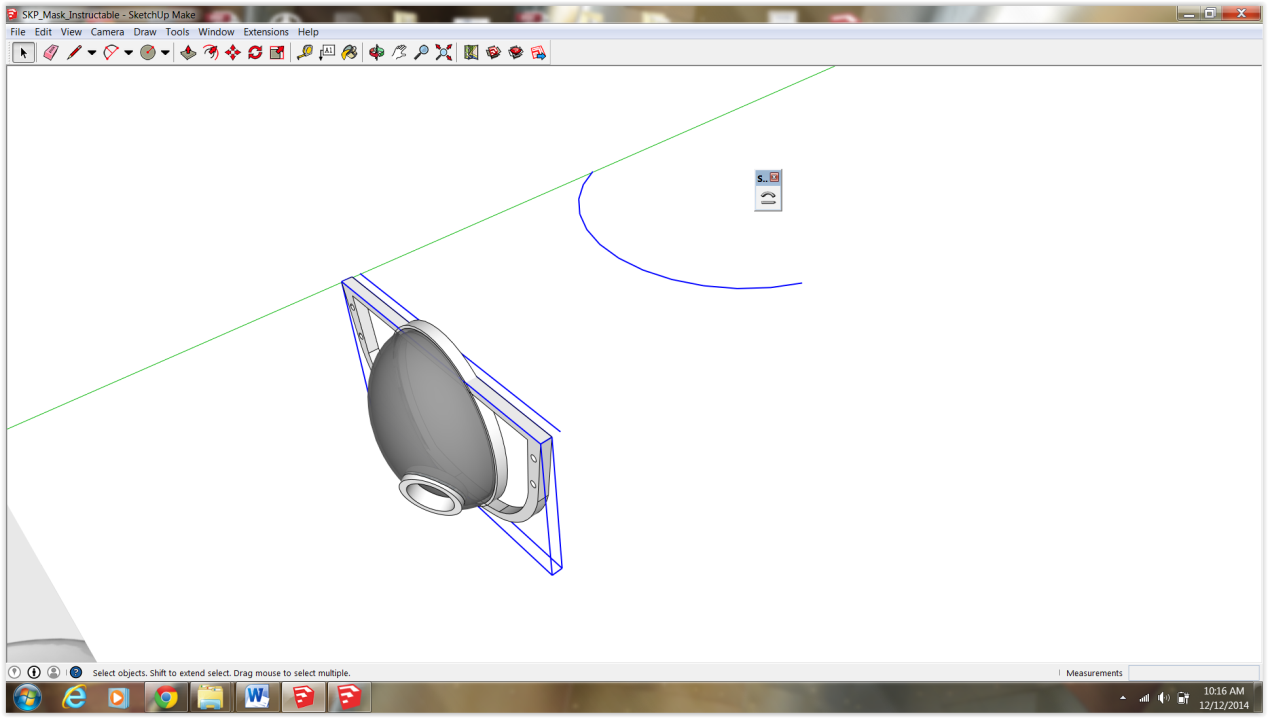 SKP_Mask_Instructable - SketchUp Make
File Edit View Camera Draw Tools Window Extensions Help
A1
S..
Select objects. Shift to extend select. Drag mouse to select multiple.
Measurements
W
10:16 AM
12/12/2014